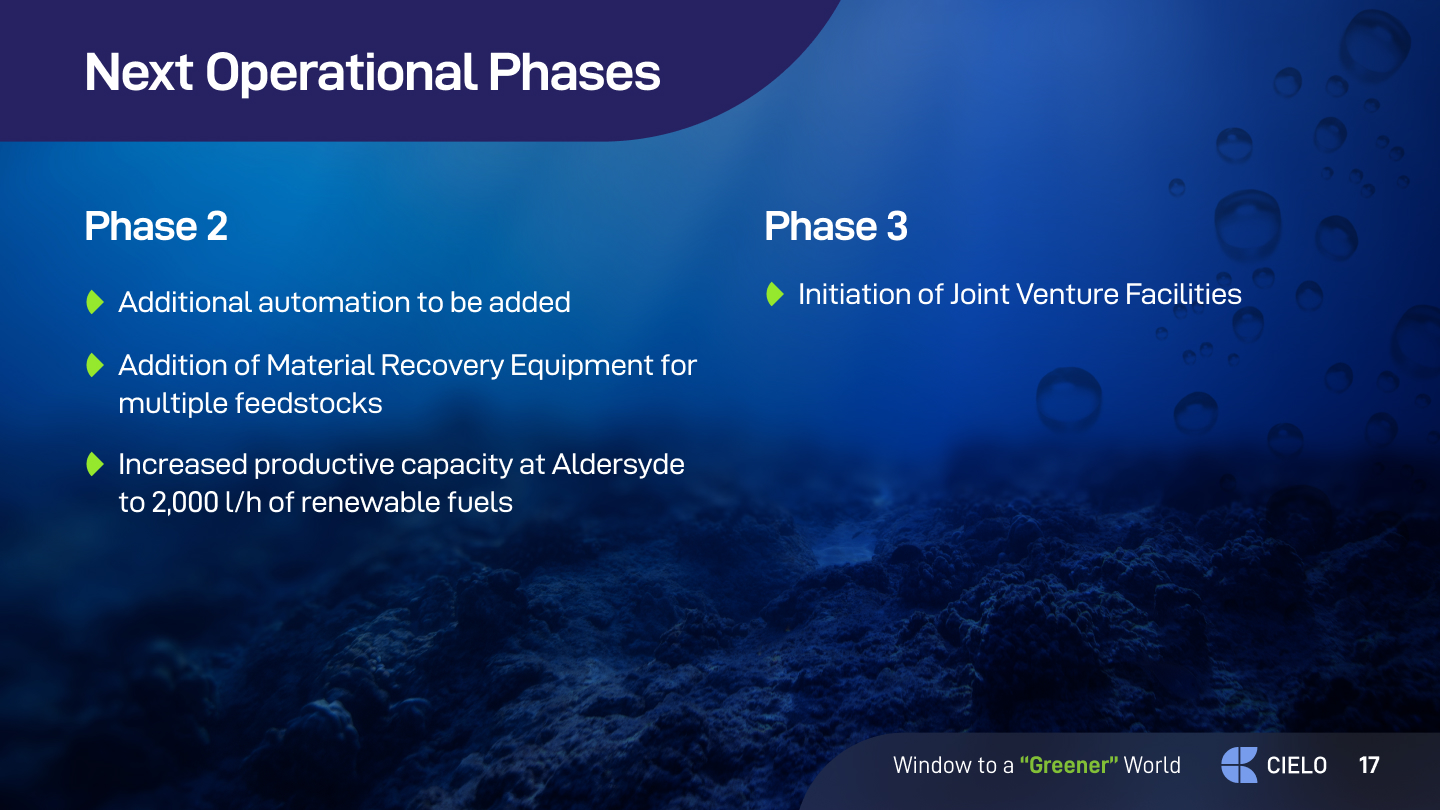 Next Operational Phases
Phase 2
Additional automation to be added
Addition of Material Recovery Equipment for
multiple feedstocks
Increased productive capacity at Aldersyde
to 2,000 l/h of renewable fuels
Phase 3
Initiation of Joint Venture Facilities
Window to a “Greener” World
CIELO
17